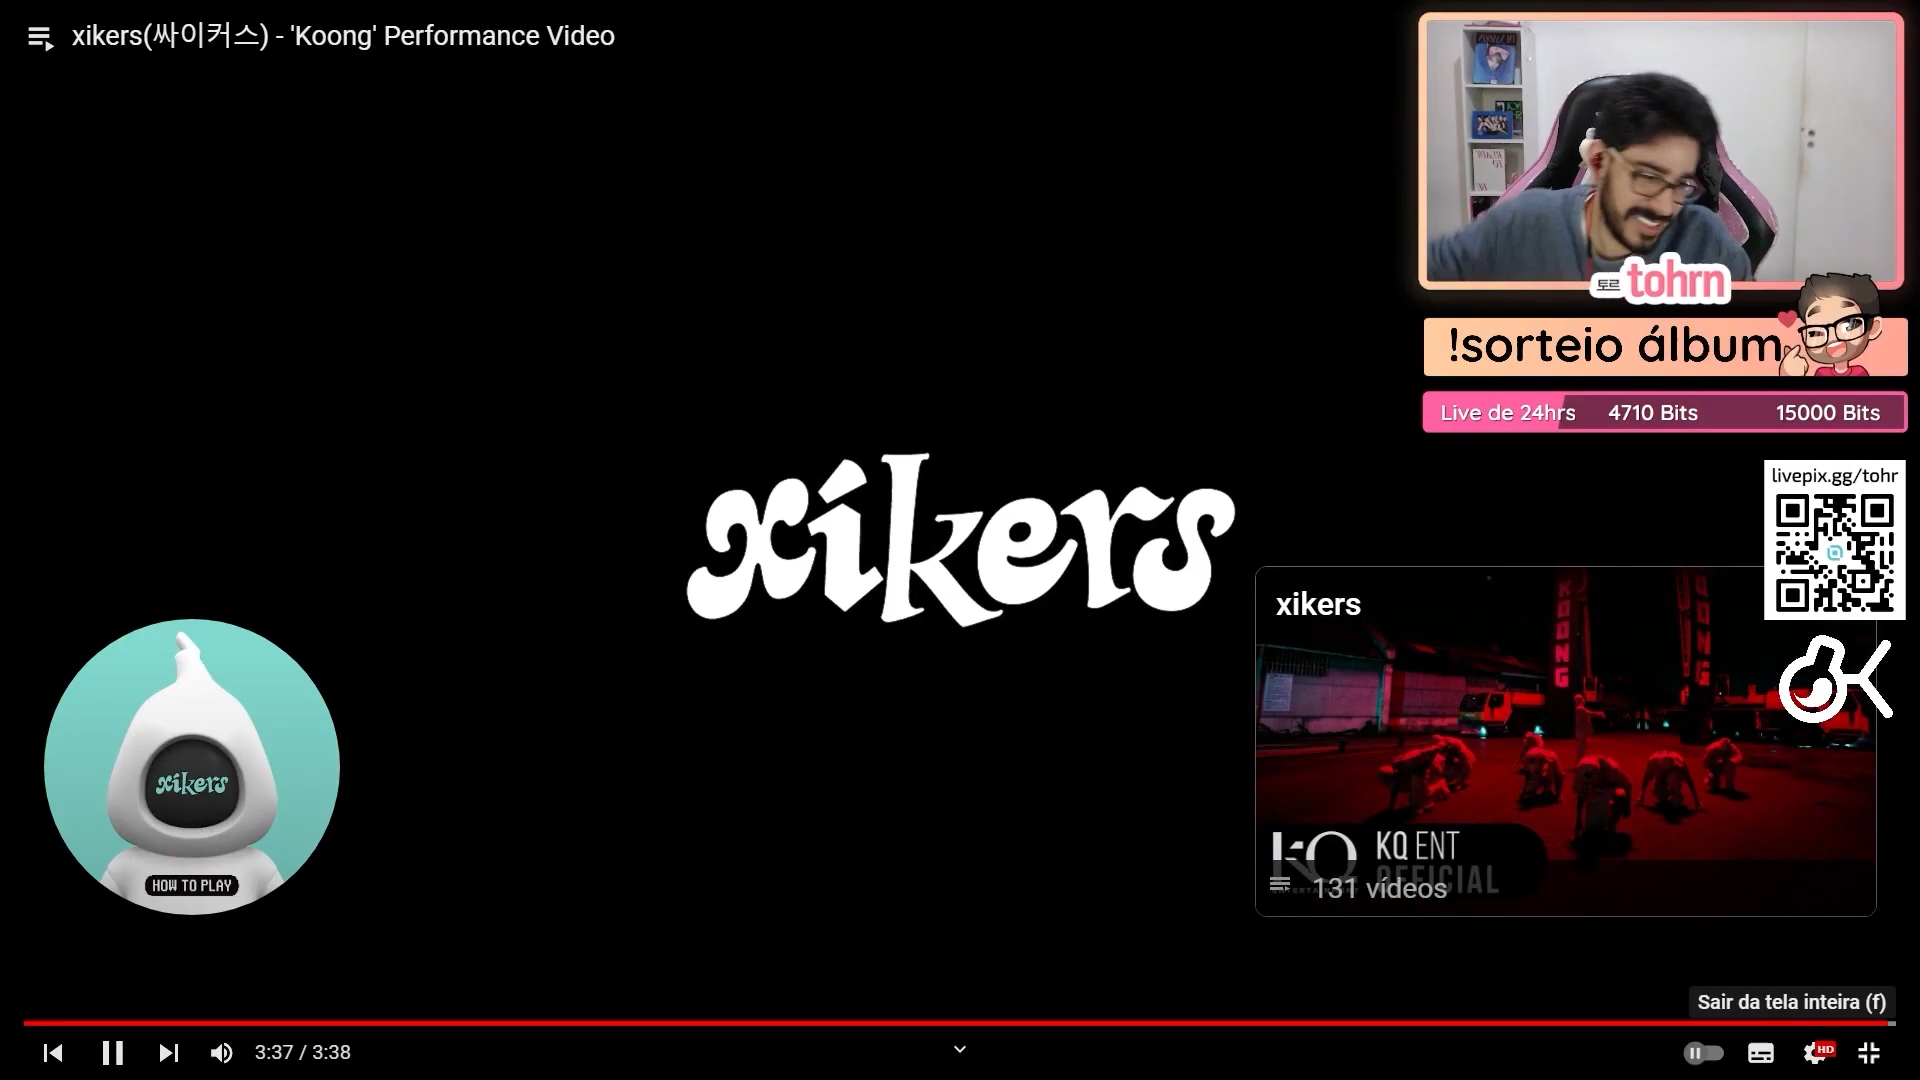 xikers(싸이커스) - 'Koong' Performance Video
토르 tohrn
!sorteio álbum
Live de 24hrs 4710 Bits 15000 Bits
livepix.gg/tohr
xikers
xikers
KOONG
KOONG
xikers
HOW TO PLAY
KQ KQ ENT
OFFICIAL
131 vídeos
Sair da tela inteira (f)
3:37 / 3:38
HD